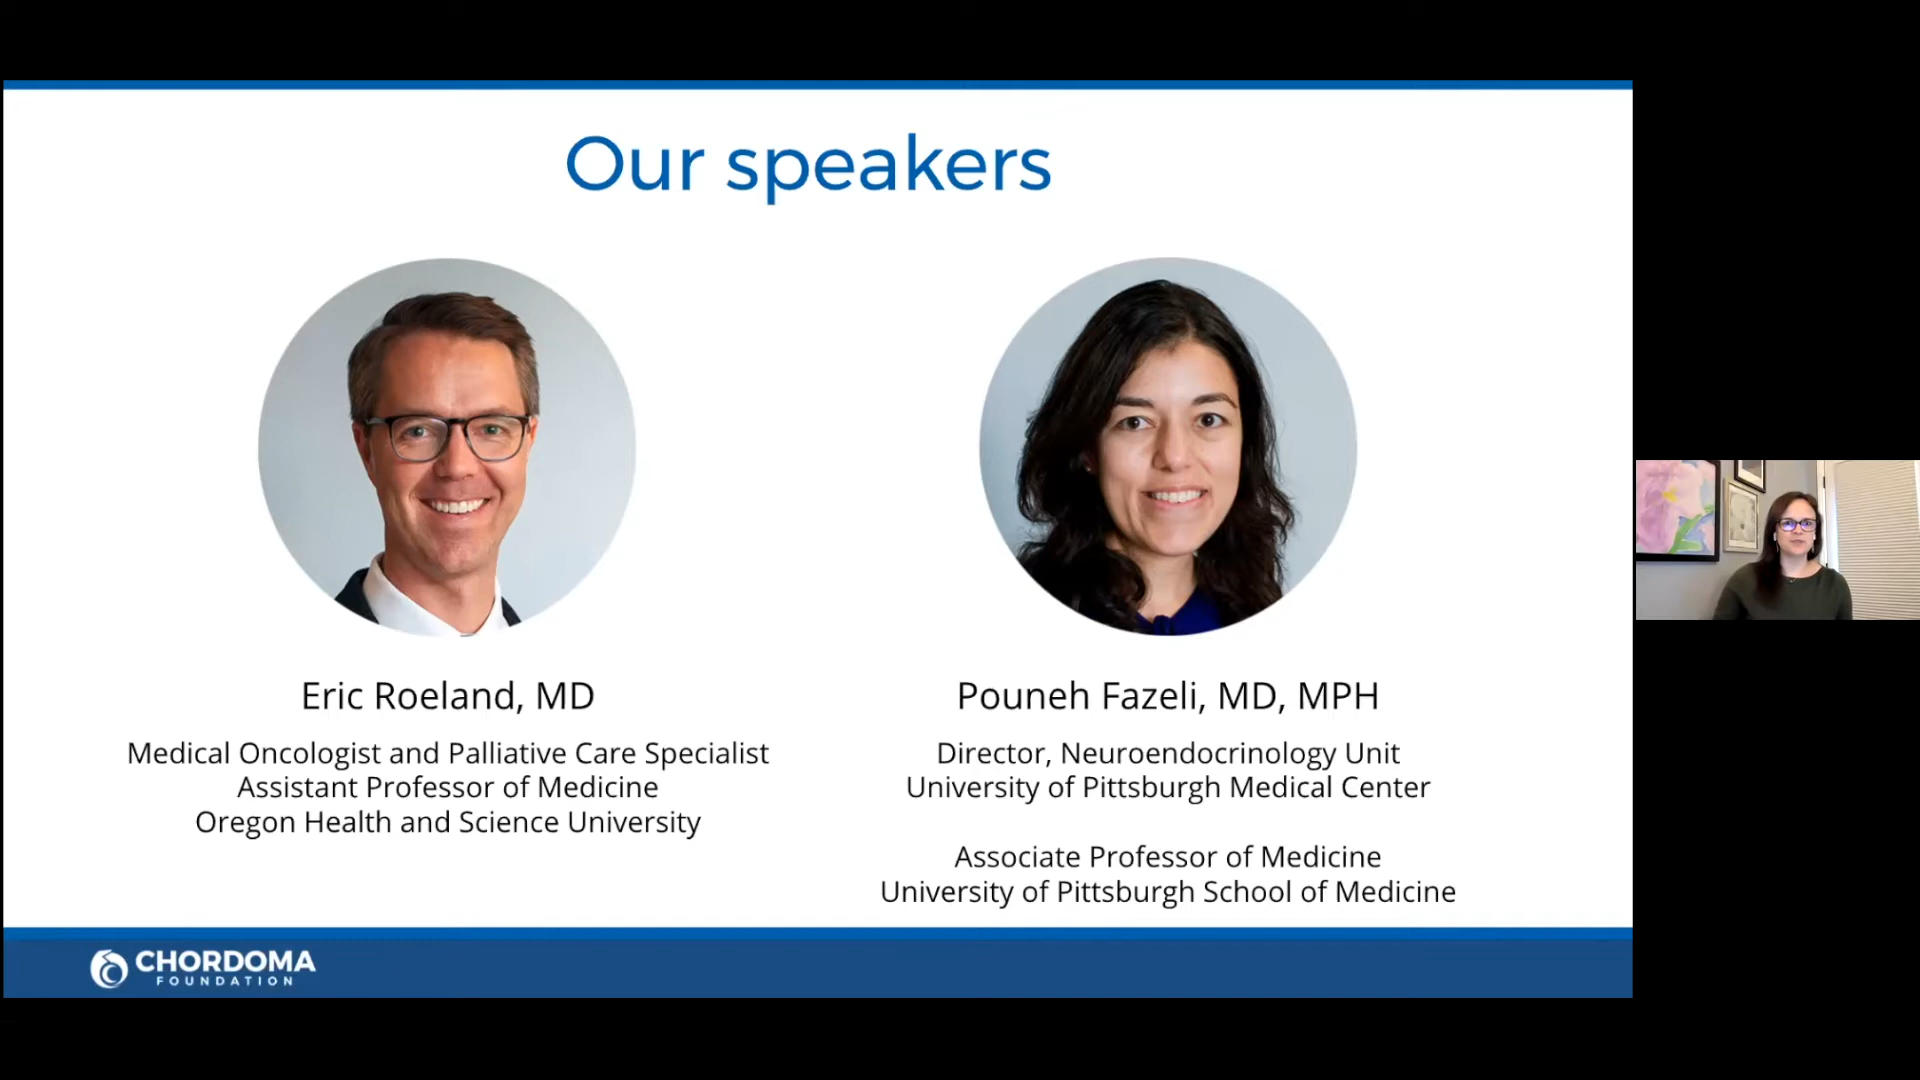 Our speakers
Eric Roeland, MD
Medical Oncologist and Palliative Care Specialist
Assistant Professor of Medicine
Oregon Health and Science University
Pouneh Fazeli, MD, MPH
Director, Neuroendocrinology Unit
University of Pittsburgh Medical Center
Associate Professor of Medicine
University of Pittsburgh School of Medicine
CHORDOMA
FOUNDATION